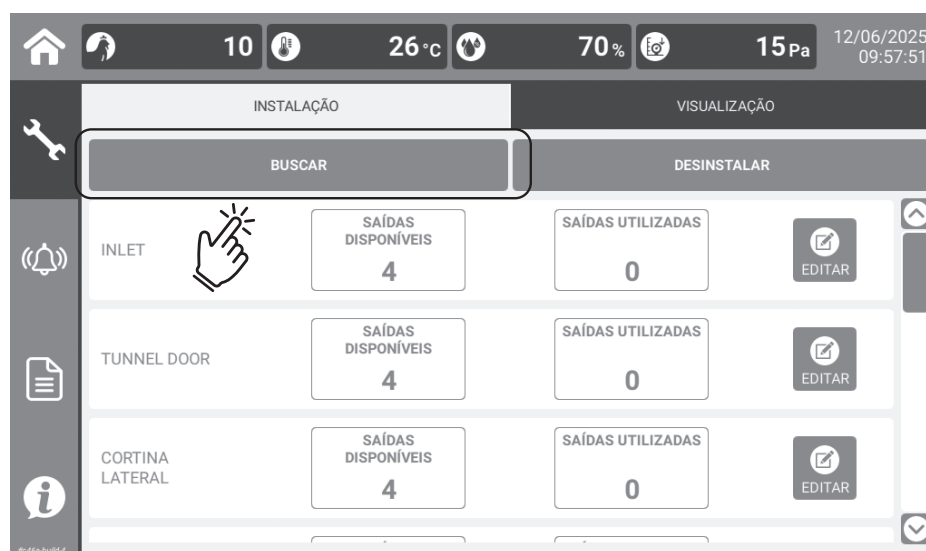 10
26 °C
70 %
15 Pa
12/06/2025
09:57:51
INSTALAÇÃO
VISUALIZAÇÃO
BUSCAR
DESINSTALAR
INLET
SAÍDAS
DISPONÍVEIS
4
SAÍDAS UTILIZADAS
0
EDITAR
TUNNEL DOOR
SAÍDAS
DISPONÍVEIS
4
SAÍDAS UTILIZADAS
0
EDITAR
CORTINA
LATERAL
SAÍDAS
DISPONÍVEIS
4
SAÍDAS UTILIZADAS
0
EDITAR